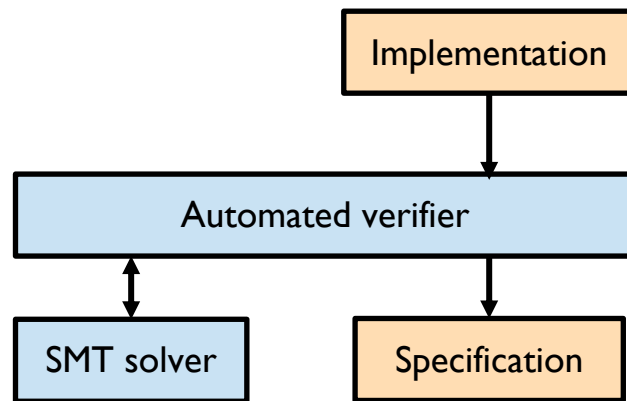 Implementation
Automated verifier
SMT solver
Specification